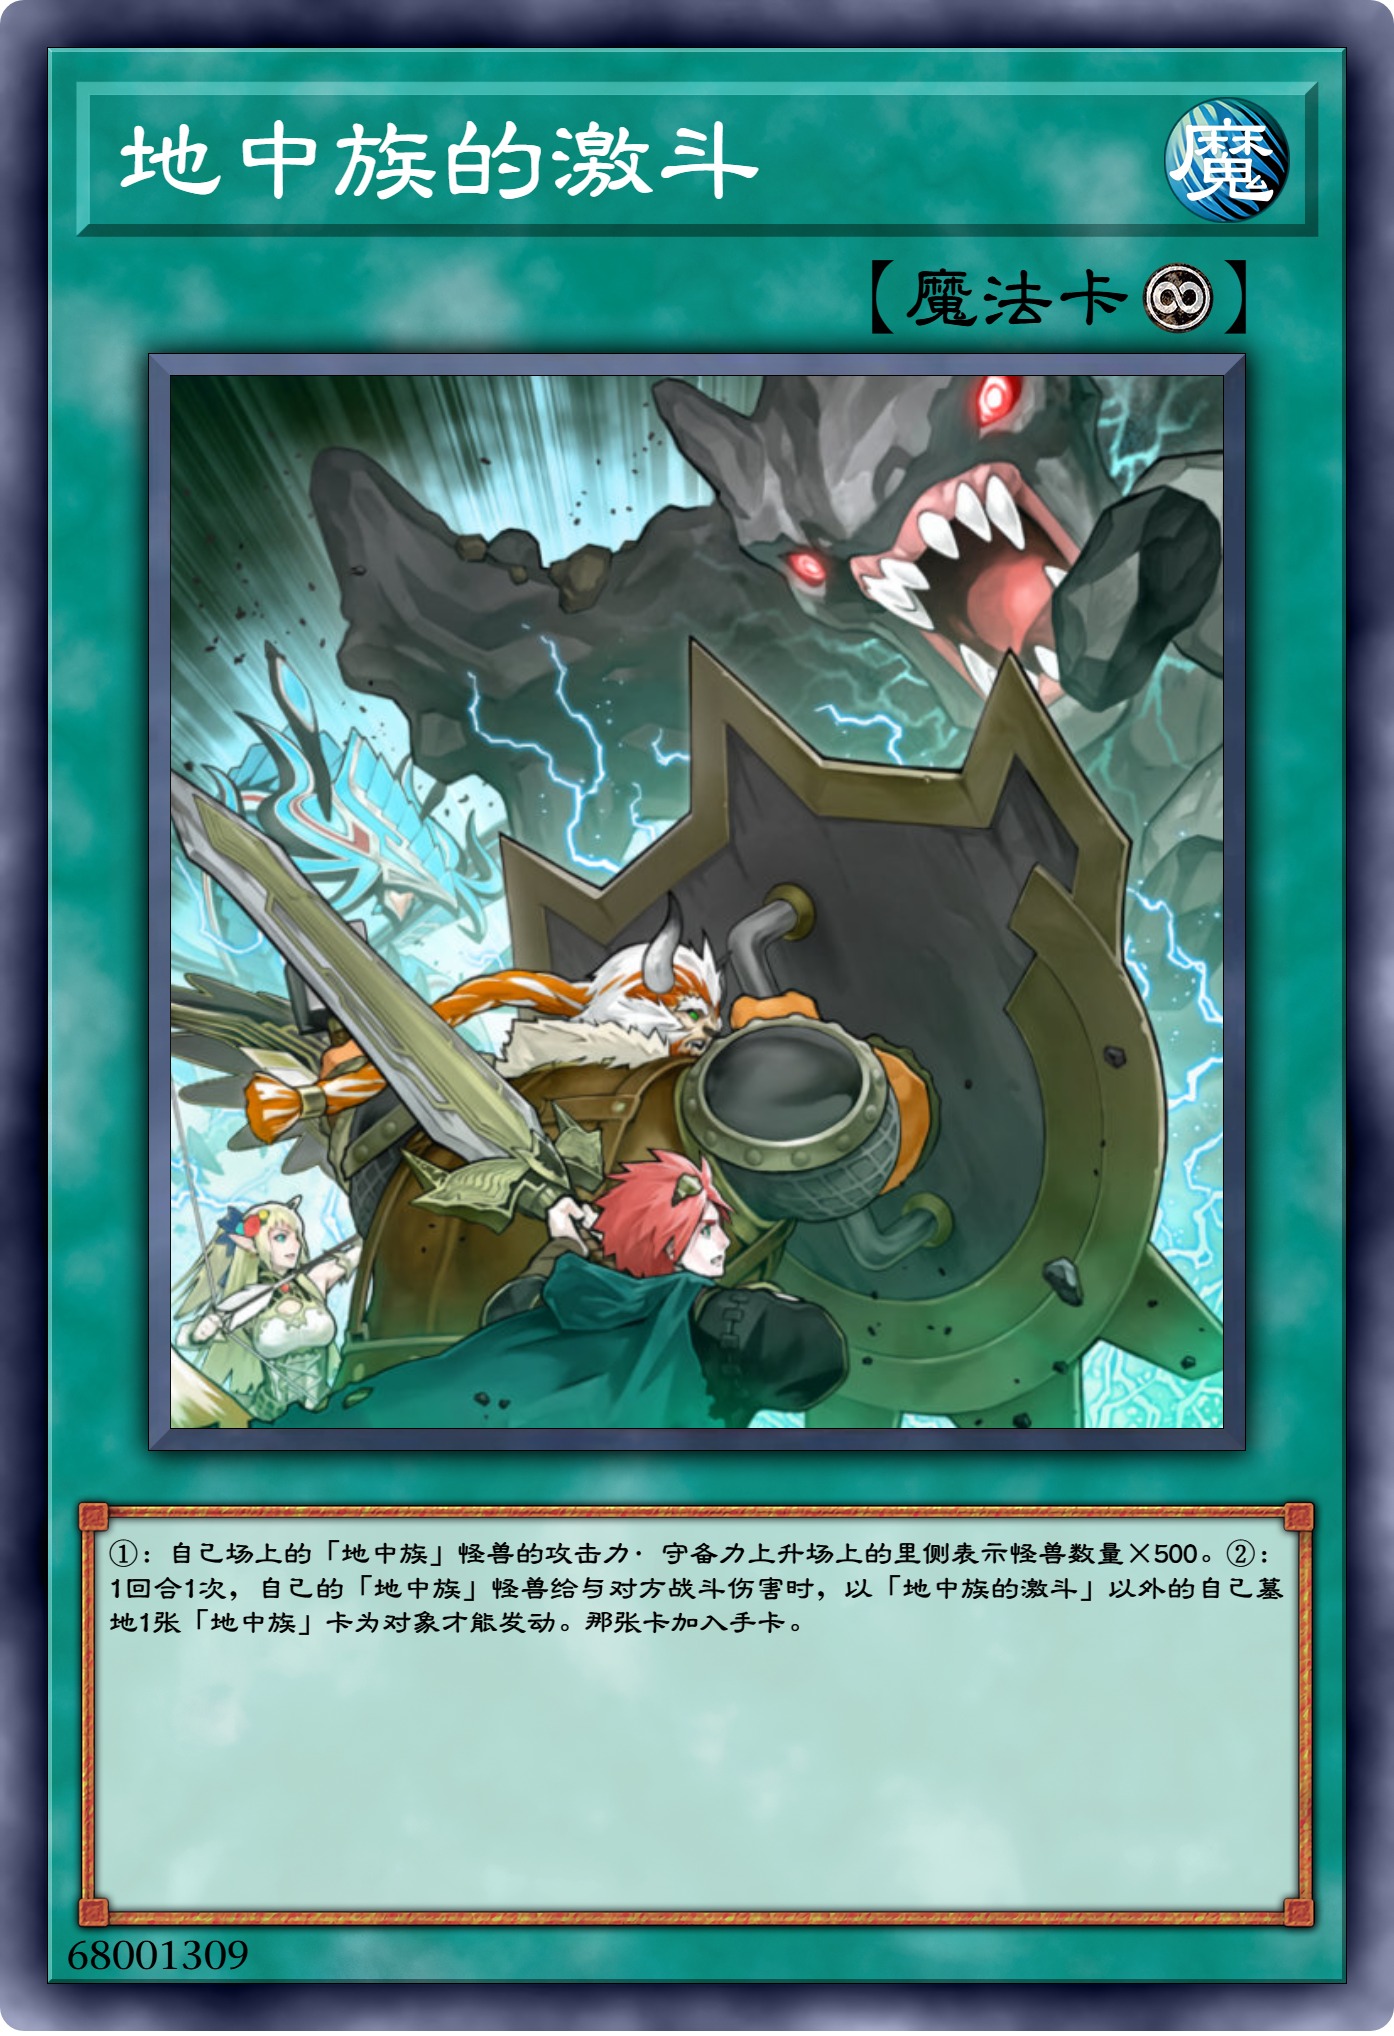 地中族的激斗
魔
【魔法卡】
①：自己场上的「地中族」怪兽的攻击力·守备力上升场上的里侧表示怪兽数量×500。②：
1回合1次，自己的「地中族」怪兽给与对方战斗伤害时，以「地中族的激斗」以外的自己墓
地1张「地中族」卡为对象才能发动。那张卡加入手卡。
68001309